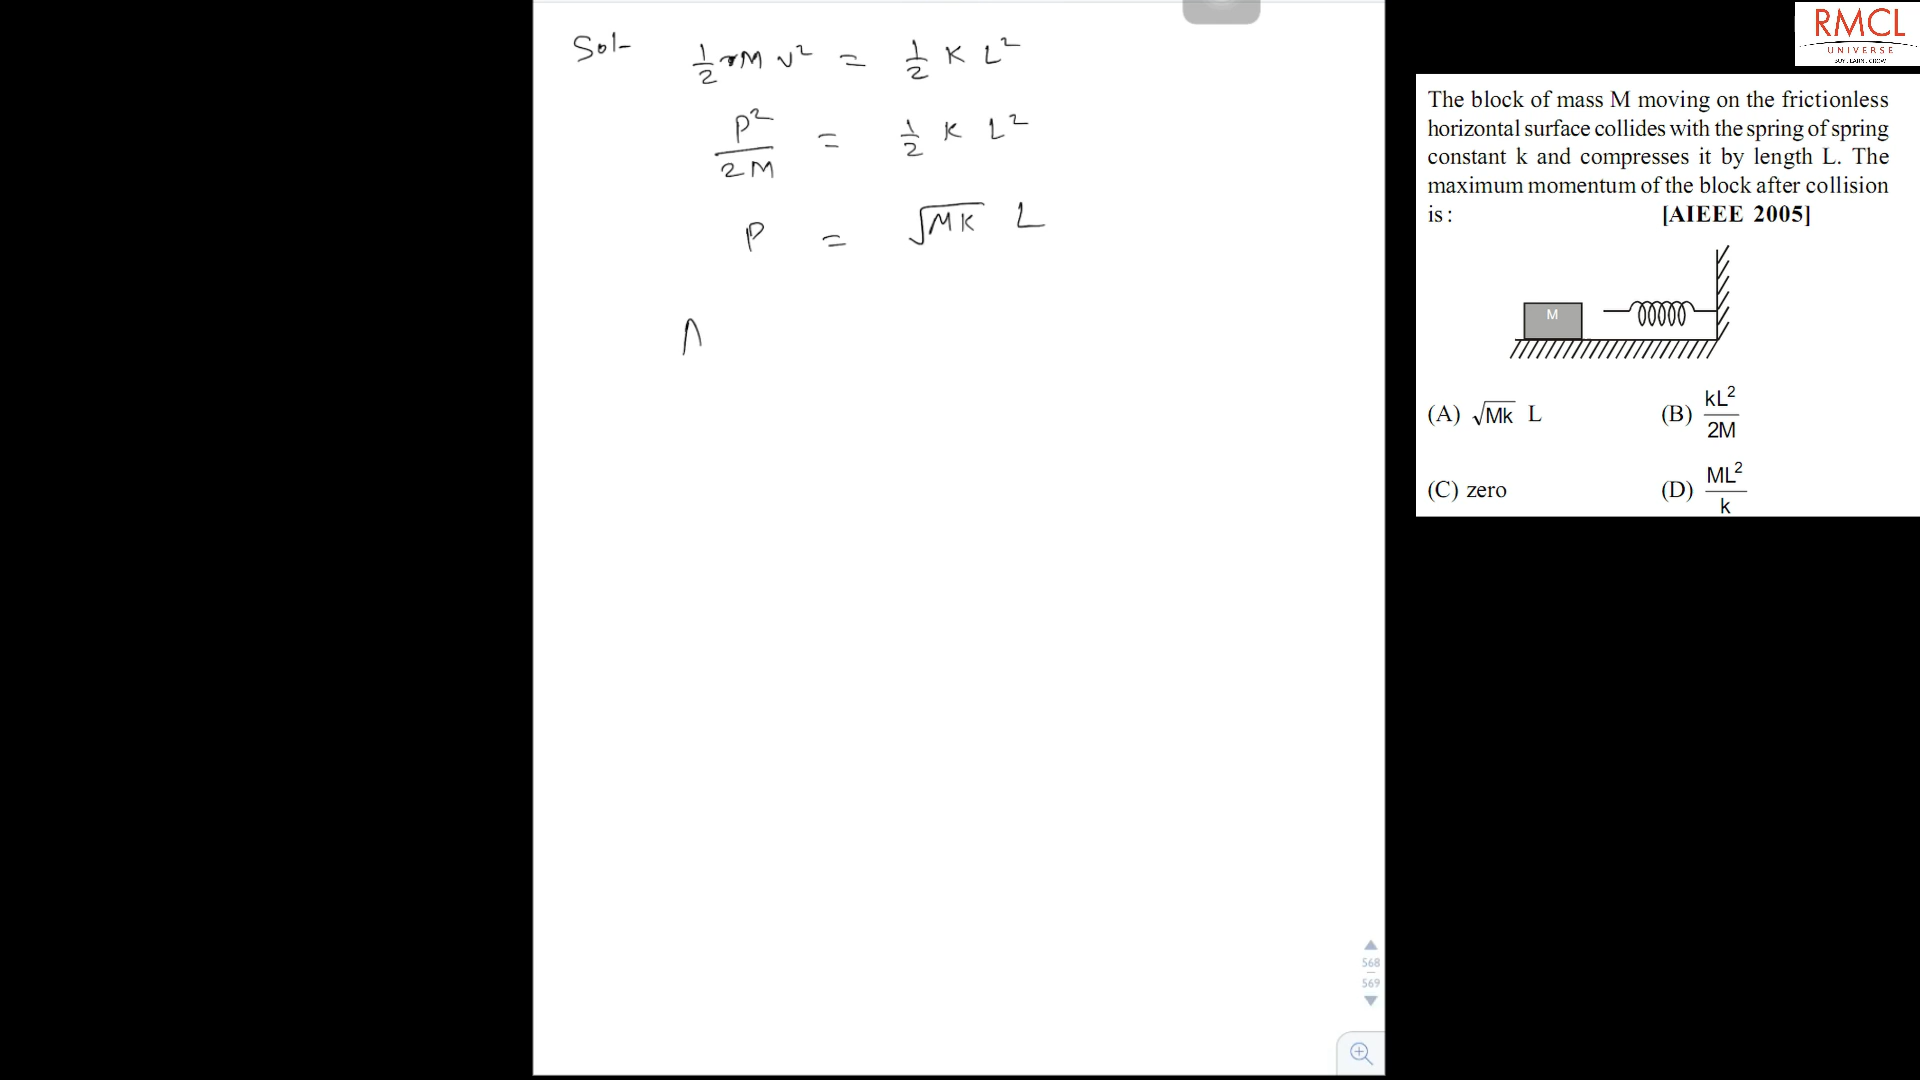 Sol-
1/2 M v² = 1/2 K L²
P²/2M = 1/2 K L²
P = √MK L
RMCL
UNIVERSE
The block of mass M moving on the frictionless
horizontal surface collides with the spring of spring
constant k and compresses it by length L. The
maximum momentum of the block after collision
is : [AIEEE 2005]
M
(A) √Mk L (B) kL²/2M
(C) zero (D) ML²/k
568
569